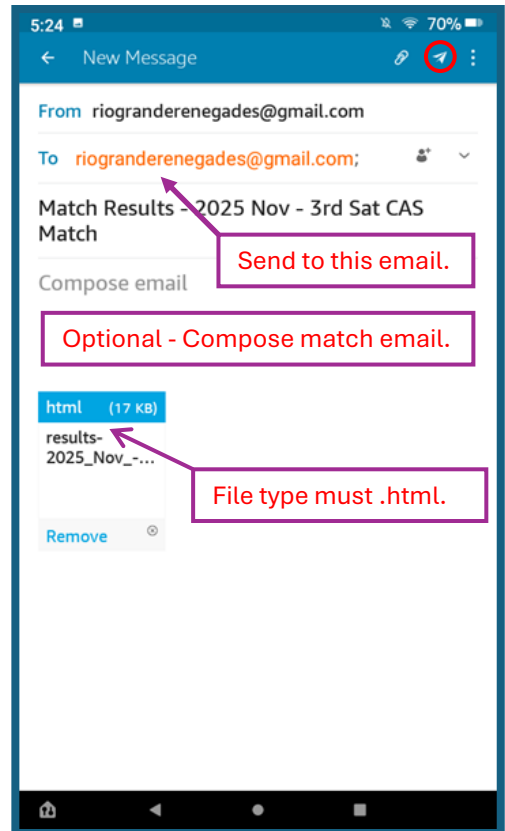 5:24 70%
New Message
From riogranderenegades@gmail.com
To riogranderenegades@gmail.com;
Match Results - 2025 Nov - 3rd Sat CAS
Match
Send to this email.
Compose email
Optional - Compose match email.
html (17 KB)
results-
2025_Nov_-...
File type must .html.
Remove